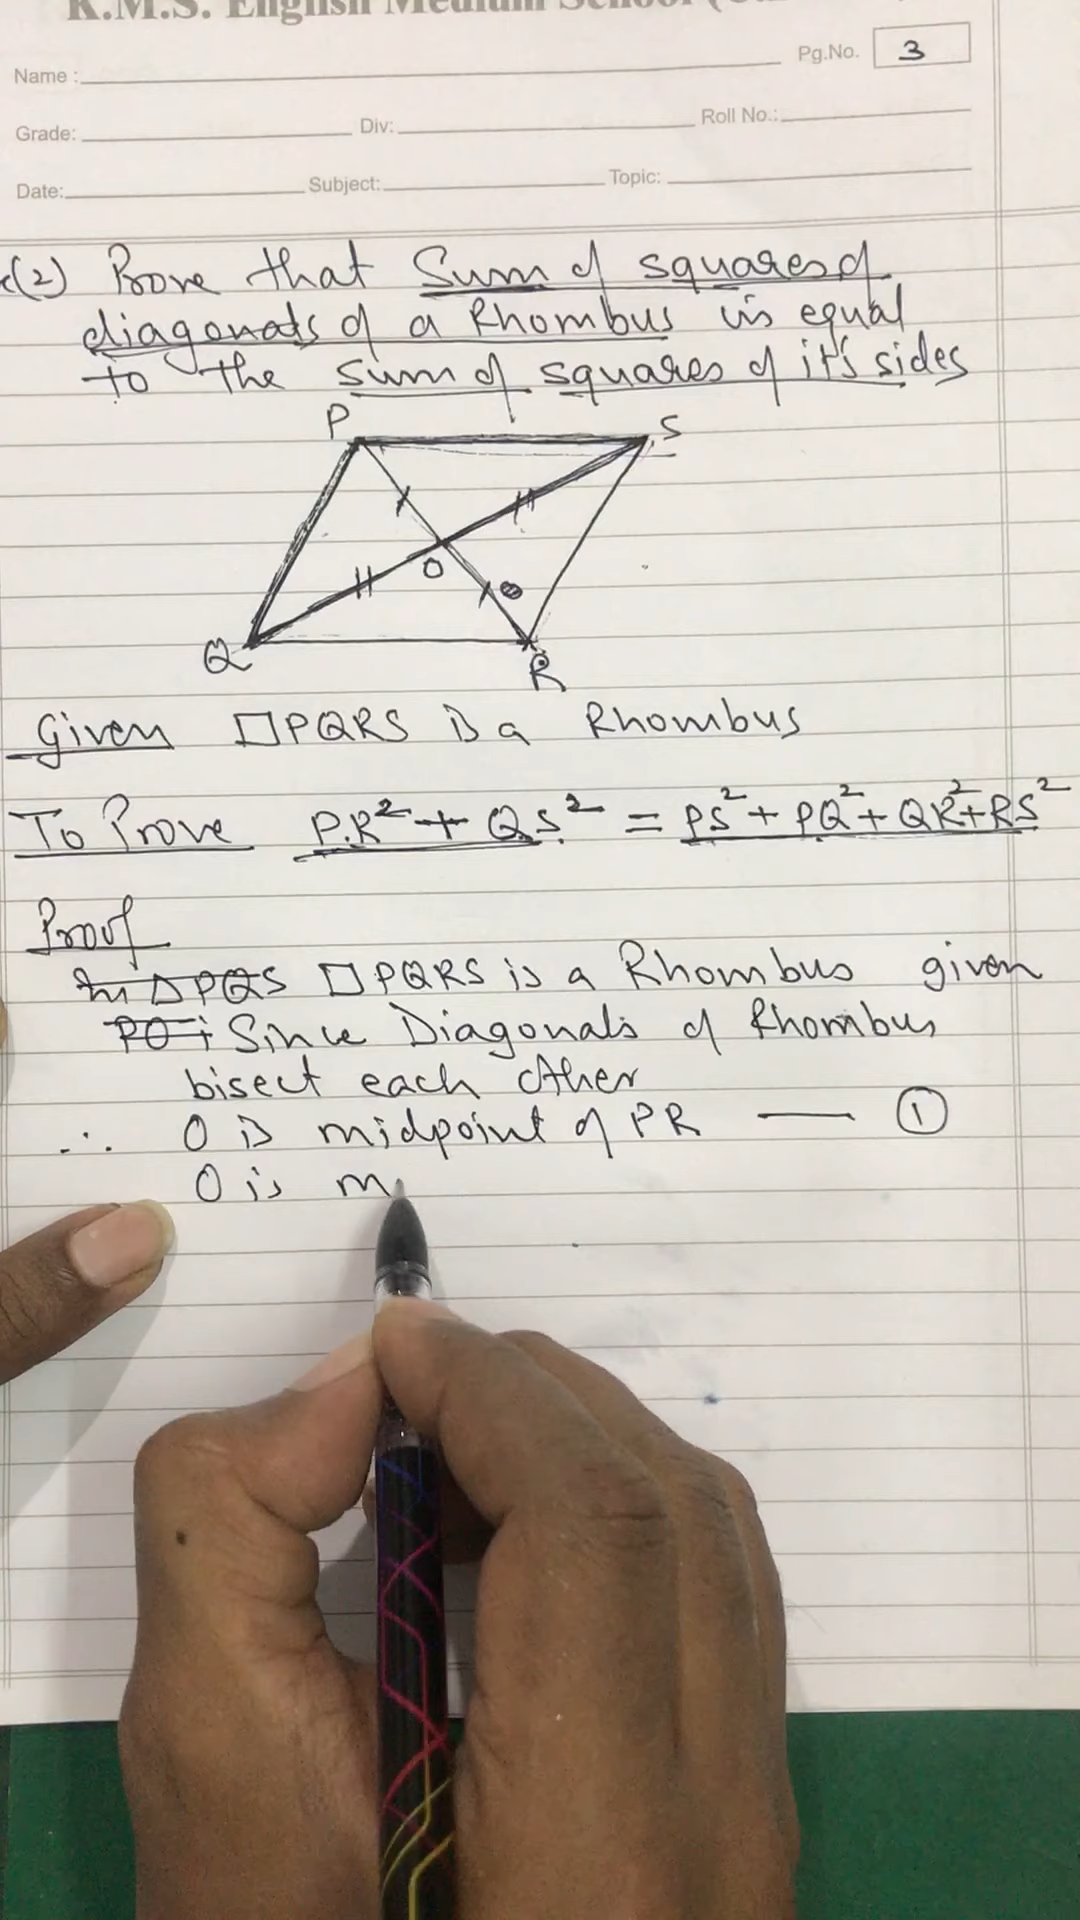 K.M.S. English Medium School
Pg.No. 3
Name :
Grade: Div: Roll No.:
Date: Subject: Topic:
(2) Prove that Sum of squares of
diagonals of a Rhombus is equal
to the sum of squares of it's sides
P S
O
Q R
Given □PQRS is a Rhombus
To Prove PR² + QS² = PS² + PQ² + QR² + RS²
Proof
In △PQS □PQRS is a Rhombus given
PO i Since Diagonals of Rhombus
bisect each other
∴ O is midpoint of PR — ①
O is m